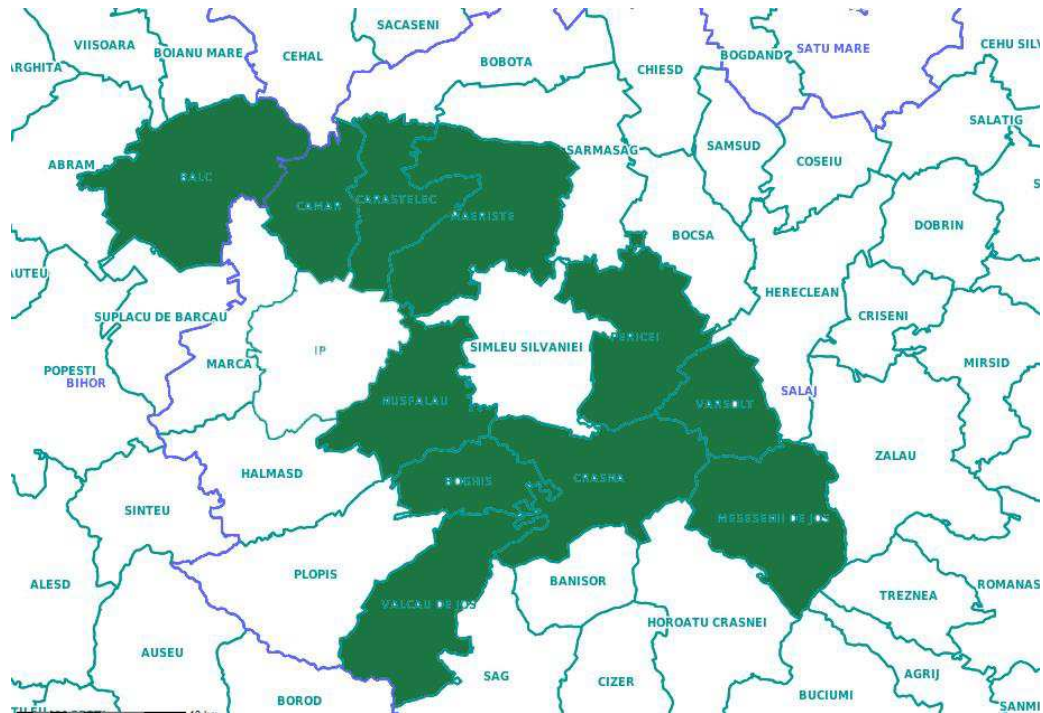 SACASENI
VIISOARA
BOIANU MARE
CEHAL
BOBOTA
CHIESD
BOGDAND
SATU MARE
CEHU SILV
ARGHITA
SALATIG
ABRAM
BALC
SARMASAG
SAMSUD
COSEIU
CAMAR
CARASTELEC
MAERISTE
BOCSA
DOBRIN
AUTEU
HERECLEAN
SUPLACU DE BARCAU
CRISENI
PERICEI
IP
SIMLEU SILVANIEI
MARCA
MIRSID
POPESTI
BIHOR
SALAJ
NUSFALAU
VARSOLT
ZALAU
HALMASD
BOGHIS
CRASNA
SINTEU
MESESENII DE JOS
PLOPIS
BANISOR
ALESD
ROMANAS
TREZNEA
VALCAU DE JOS
HOROATU CRASNEI
AUSEU
SAG
CIZER
AGRIJ
BOROD
BUCIUMI
SANMI